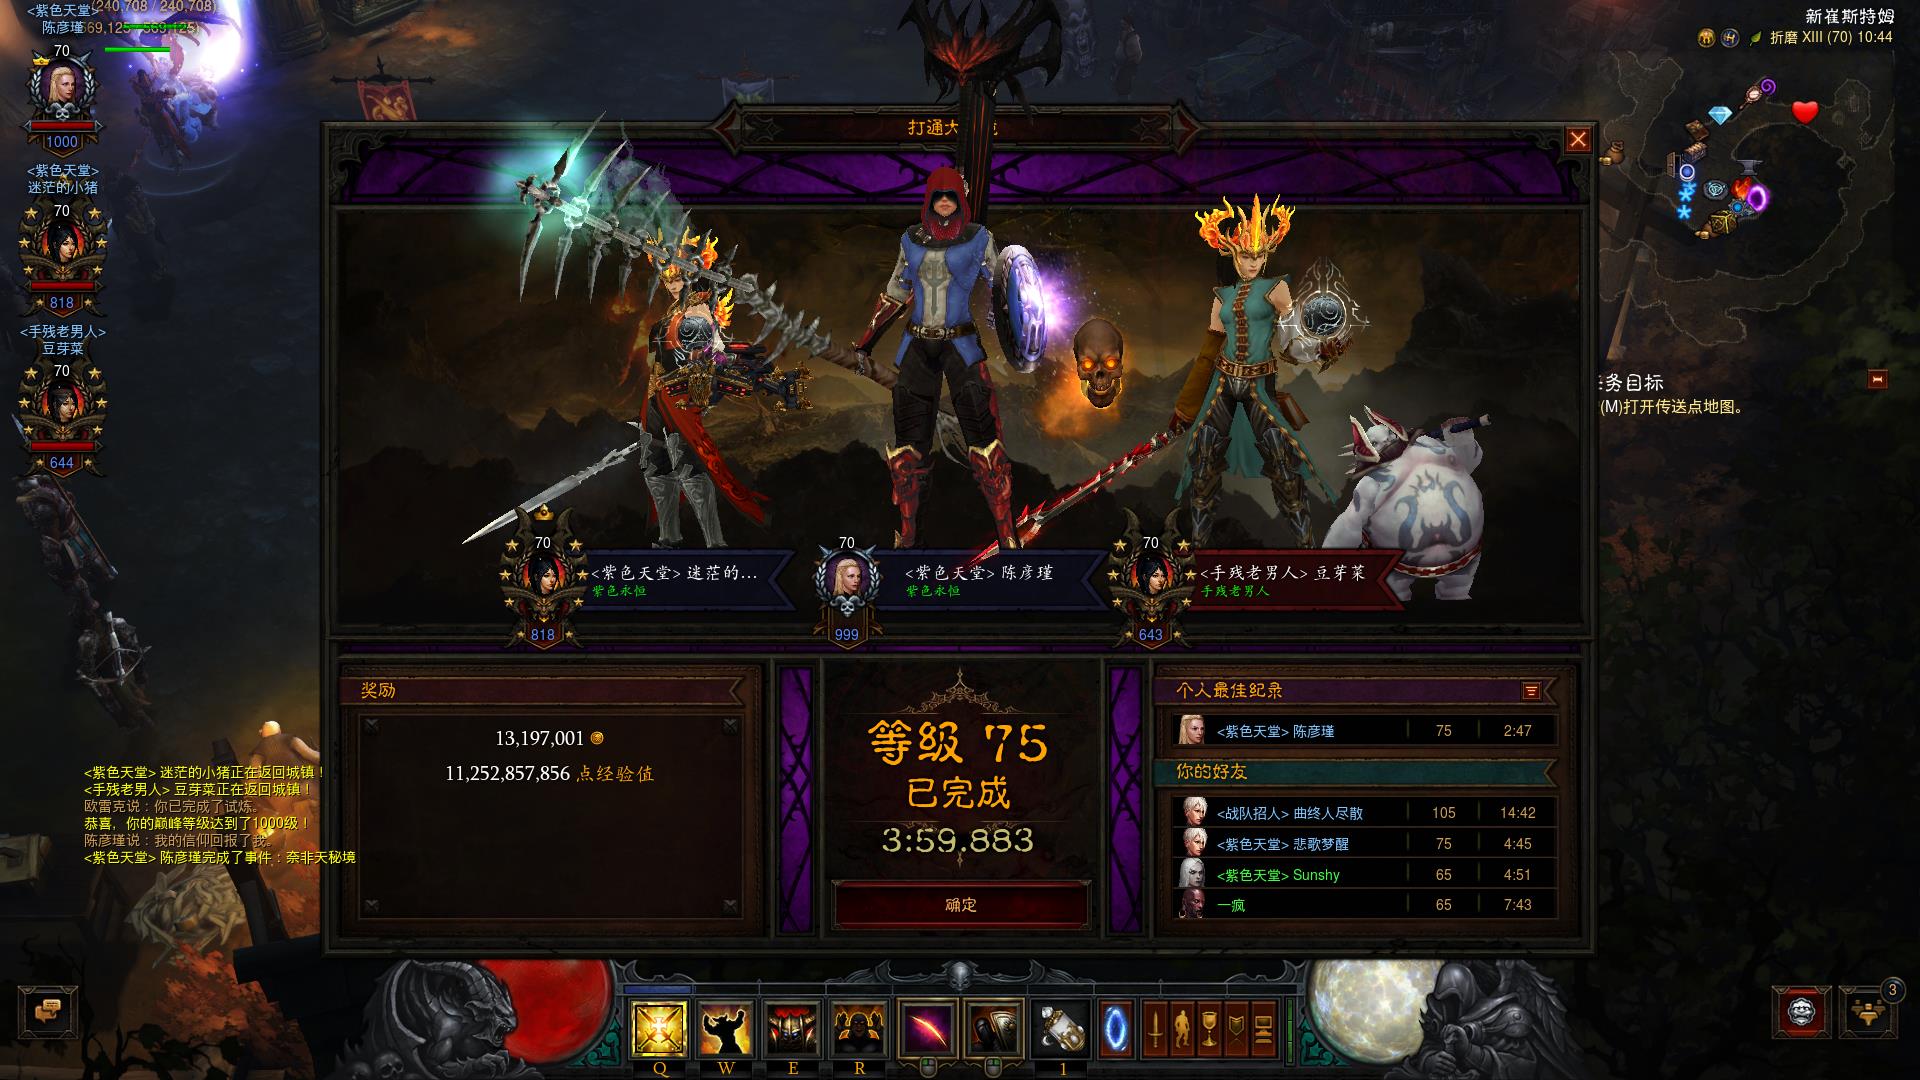 <紫色天堂>
(240,708 / 240,708)
陈彦瑾
70
1000
<紫色天堂>
迷茫的小猪
70
818
<手残老男人>
豆芽菜
70
644
新崔斯特姆
折磨 XIII (70) 10:44
务目标
(M)打开传送点地图。
打通大
70
<紫色天堂> 迷茫的...
紫色永恒
818
70
<紫色天堂> 陈彦瑾
紫色永恒
999
70
<手残老男人> 豆芽菜
手残老男人
643
奖励
13,197,001
11,252,857,856 点经验值
等级 75
已完成
3:59.883
确定
个人最佳纪录
<紫色天堂> 陈彦瑾 75 2:47
你的好友
<战队招人> 曲终人尽散 105 14:42
<紫色天堂> 悲歌梦醒 75 4:45
<紫色天堂> Sunshy 65 4:51
一疯 65 7:43
<紫色天堂> 迷茫的小猪正在返回城镇！
<手残老男人> 豆芽菜正在返回城镇！
欧雷克说：你已完成了试炼。
恭喜，你的巅峰等级达到了1000级！
陈彦瑾说：我的信仰回报了我。
<紫色天堂> 陈彦瑾完成了事件：奈非天秘境
Q W E R 1
3